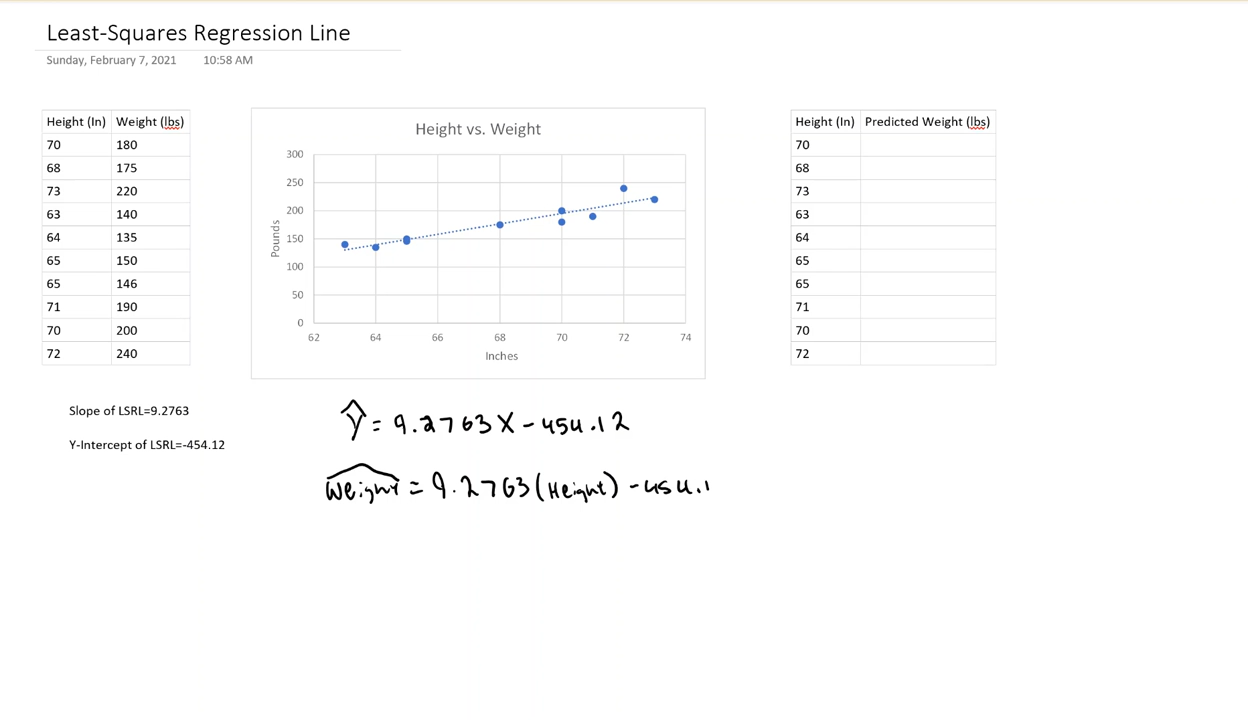 Least-Squares Regression Line
Sunday, February 7, 2021 10:58 AM
Height (In) Weight (lbs)
70 180
68 175
73 220
63 140
64 135
65 150
65 146
71 190
70 200
72 240
Height vs. Weight
Pounds
300
250
200
150
100
50
0
62 64 66 68 70 72 74
Inches
Height (In) Predicted Weight (lbs)
70
68
73
63
64
65
65
71
70
72
Slope of LSRL=9.2763
Y-Intercept of LSRL=-454.12
Ŷ = 9.2763X - 454.12
Weight = 9.2763(Height) - 454.1